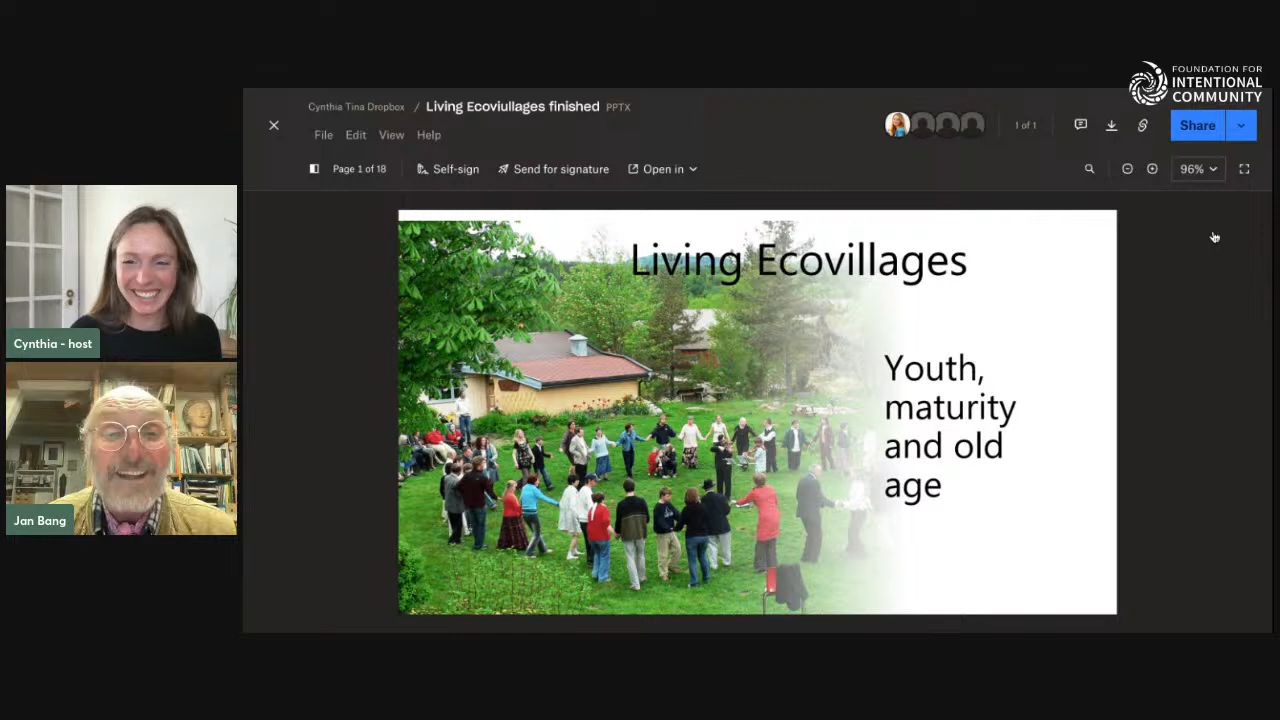 FOUNDATION FOR
INTENTIONAL
COMMUNITY
Cynthia Tina Dropbox / Living Ecoviullages finished PPTX
File Edit View Help
1 of 1
Share
Page 1 of 18
Self-sign
Send for signature
Open in
96%
Living Ecovillages
Youth,
maturity
and old
age
Cynthia - host
Jan Bang